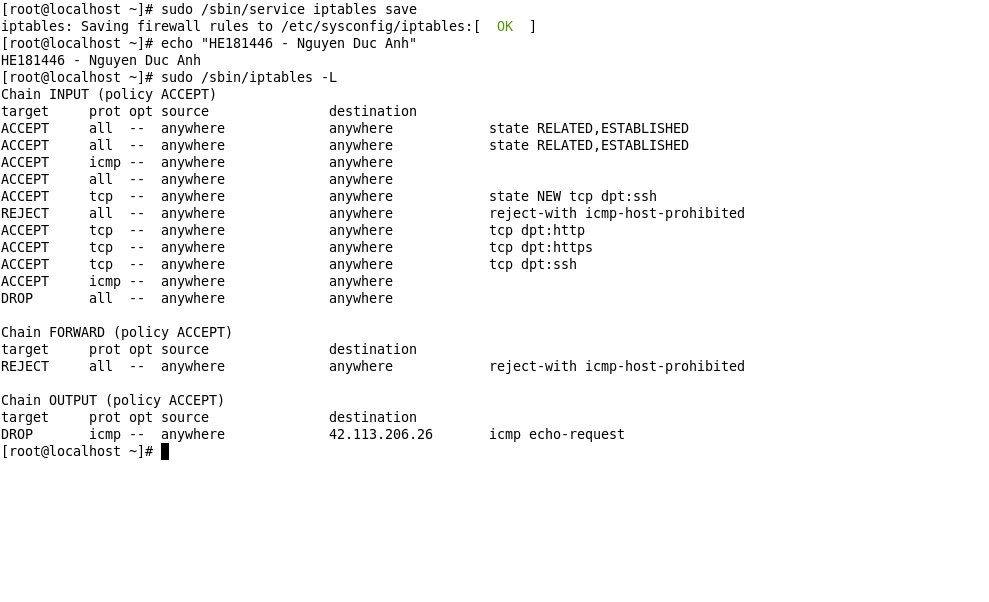 [root@localhost ~]# sudo /sbin/service iptables save
iptables: Saving firewall rules to /etc/sysconfig/iptables:[  OK  ]
[root@localhost ~]# echo "HE181446 - Nguyen Duc Anh"
HE181446 - Nguyen Duc Anh
[root@localhost ~]# sudo /sbin/iptables -L
Chain INPUT (policy ACCEPT)
target     prot opt source               destination
ACCEPT     all  --  anywhere             anywhere            state RELATED,ESTABLISHED
ACCEPT     all  --  anywhere             anywhere            state RELATED,ESTABLISHED
ACCEPT     icmp --  anywhere             anywhere
ACCEPT     all  --  anywhere             anywhere
ACCEPT     tcp  --  anywhere             anywhere            state NEW tcp dpt:ssh
REJECT     all  --  anywhere             anywhere            reject-with icmp-host-prohibited
ACCEPT     tcp  --  anywhere             anywhere            tcp dpt:http
ACCEPT     tcp  --  anywhere             anywhere            tcp dpt:https
ACCEPT     tcp  --  anywhere             anywhere            tcp dpt:ssh
ACCEPT     icmp --  anywhere             anywhere
DROP       all  --  anywhere             anywhere

Chain FORWARD (policy ACCEPT)
target     prot opt source               destination
REJECT     all  --  anywhere             anywhere            reject-with icmp-host-prohibited

Chain OUTPUT (policy ACCEPT)
target     prot opt source               destination
DROP       icmp --  anywhere             42.113.206.26       icmp echo-request
[root@localhost ~]#